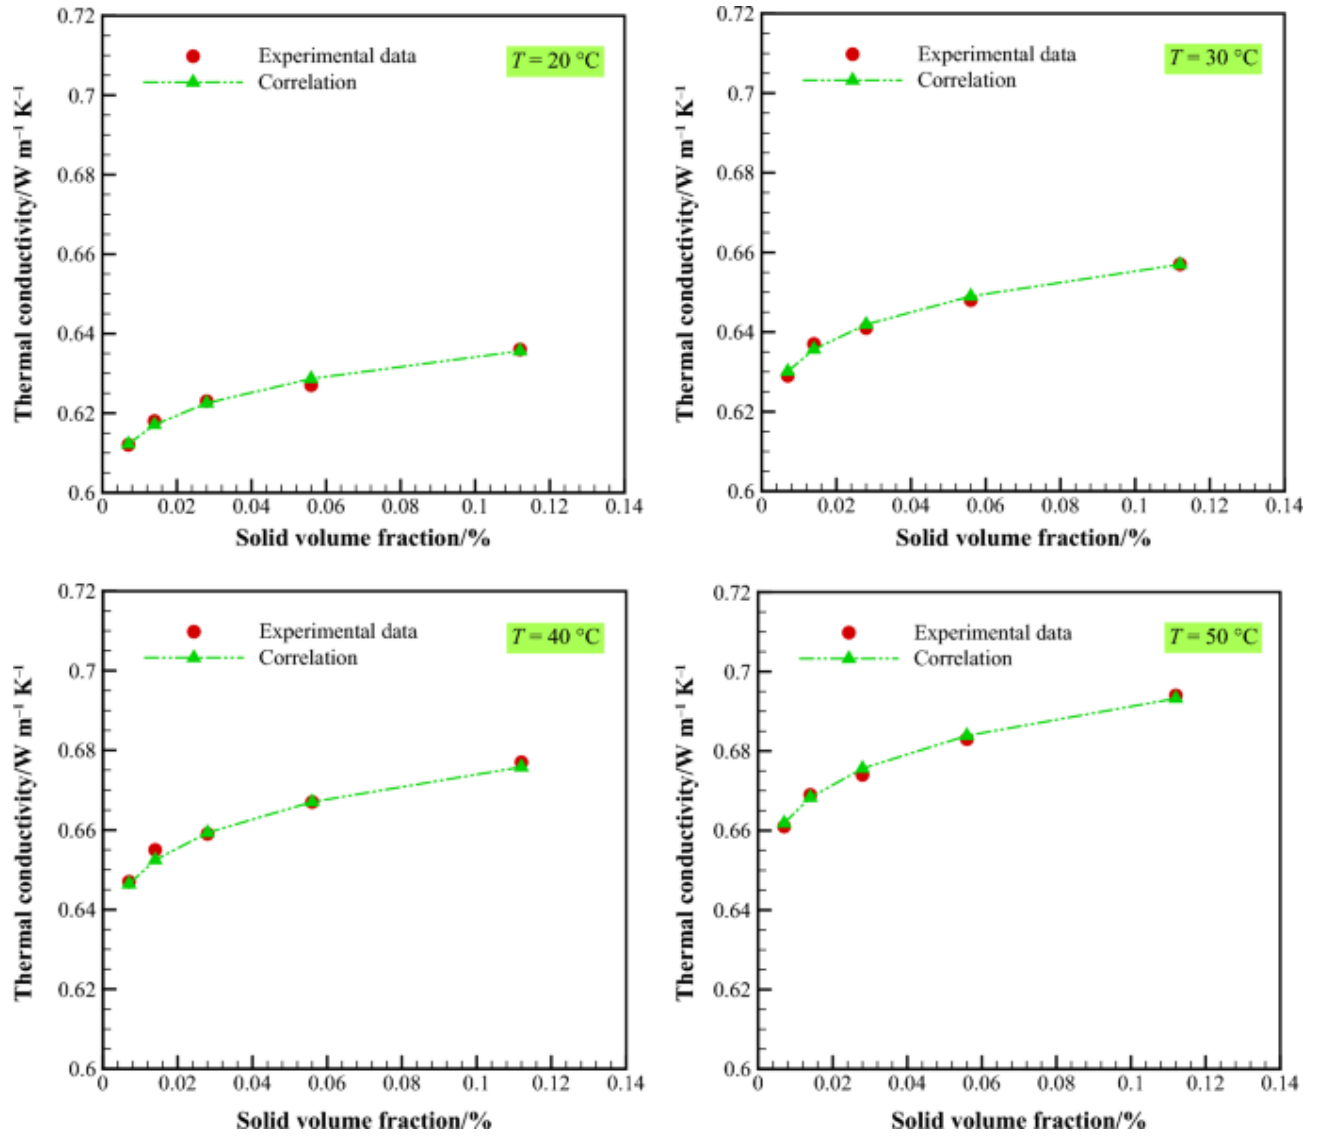 0.72
0.7
0.68
0.66
0.64
0.62
0.6
Thermal conductivity/W m⁻¹ K⁻¹
Experimental data
Correlation
T = 20 °C
0 0.02 0.04 0.06 0.08 0.1 0.12 0.14
Solid volume fraction/%
0.72
0.7
0.68
0.66
0.64
0.62
0.6
Thermal conductivity/W m⁻¹ K⁻¹
Experimental data
Correlation
T = 30 °C
0 0.02 0.04 0.06 0.08 0.1 0.12 0.14
Solid volume fraction/%
0.72
0.7
0.68
0.66
0.64
0.62
0.6
Thermal conductivity/W m⁻¹ K⁻¹
Experimental data
Correlation
T = 40 °C
0 0.02 0.04 0.06 0.08 0.1 0.12 0.14
Solid volume fraction/%
0.72
0.7
0.68
0.66
0.64
0.62
0.6
Thermal conductivity/W m⁻¹ K⁻¹
Experimental data
Correlation
T = 50 °C
0 0.02 0.04 0.06 0.08 0.1 0.12 0.14
Solid volume fraction/%